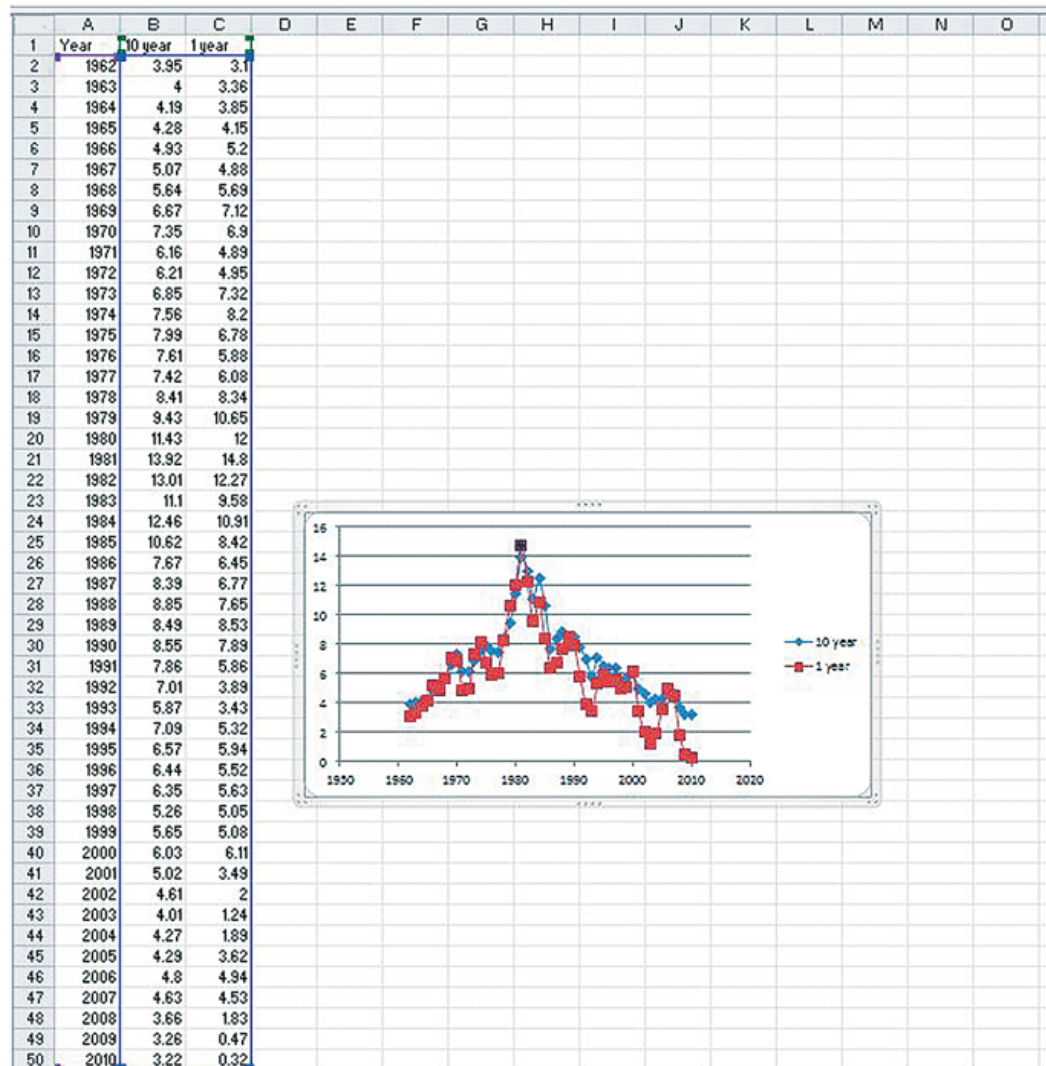 A B C D E F G H I J K L M N O
1 Year 10 year 1 year
2 1962 3.95 3.1
3 1963 4 3.36
4 1964 4.19 3.85
5 1965 4.28 4.15
6 1966 4.93 5.2
7 1967 5.07 4.88
8 1968 5.64 5.69
9 1969 6.67 7.12
10 1970 7.35 6.9
11 1971 6.16 4.89
12 1972 6.21 4.95
13 1973 6.85 7.32
14 1974 7.56 8.2
15 1975 7.99 6.78
16 1976 7.61 5.88
17 1977 7.42 6.08
18 1978 8.41 8.34
19 1979 9.43 10.65
20 1980 11.43 12
21 1981 13.92 14.8
22 1982 13.01 12.27
23 1983 11.1 9.58
24 1984 12.46 10.91
25 1985 10.62 8.42
26 1986 7.67 6.45
27 1987 8.39 6.77
28 1988 8.85 7.65
29 1989 8.49 8.53
30 1990 8.55 7.89
31 1991 7.86 5.86
32 1992 7.01 3.89
33 1993 5.87 3.43
34 1994 7.09 5.32
35 1995 6.57 5.94
36 1996 6.44 5.52
37 1997 6.35 5.63
38 1998 5.26 5.05
39 1999 5.65 5.08
40 2000 6.03 6.11
41 2001 5.02 3.49
42 2002 4.61 2
43 2003 4.01 1.24
44 2004 4.27 1.89
45 2005 4.29 3.62
46 2006 4.8 4.94
47 2007 4.63 4.53
48 2008 3.66 1.83
49 2009 3.26 0.47
50 2010 3.22 0.32
16
14
12
10
8
6
4
2
0
1950 1960 1970 1980 1990 2000 2010 2020
10 year
1 year